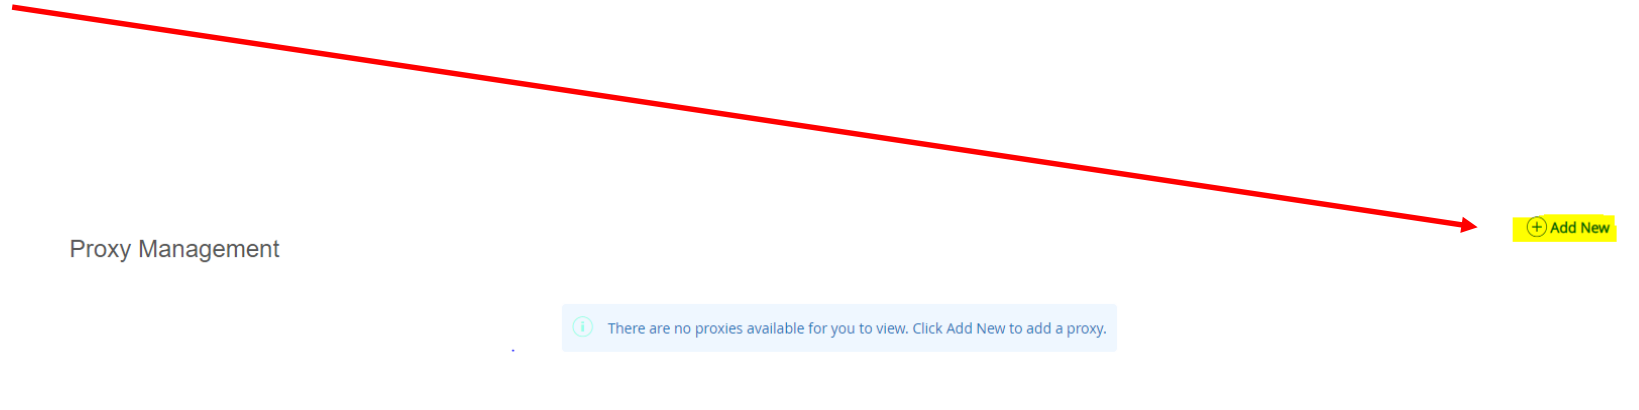 Add New
Proxy Management
There are no proxies available for you to view. Click Add New to add a proxy.